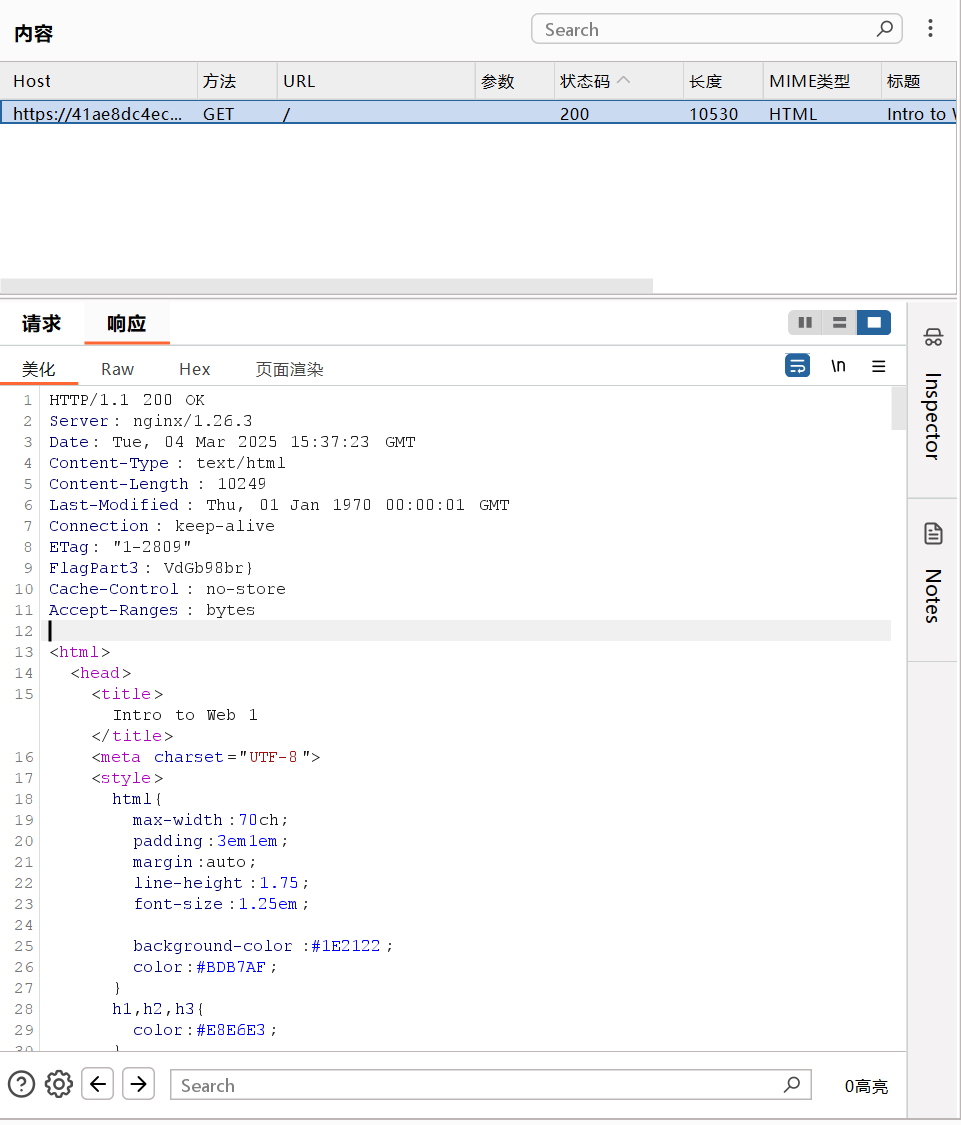 内容
Search
Host 方法 URL 参数 状态码 长度 MIME类型 标题
https://41ae8dc4ec... GET / 200 10530 HTML Intro to W
请求 响应
美化 Raw Hex 页面渲染 \n
1 HTTP/1.1 200 OK
2 Server: nginx/1.26.3
3 Date: Tue, 04 Mar 2025 15:37:23 GMT
4 Content-Type: text/html
5 Content-Length: 10249
6 Last-Modified: Thu, 01 Jan 1970 00:00:01 GMT
7 Connection: keep-alive
8 ETag: "1-2809"
9 FlagPart3: VdGb98br}
10 Cache-Control: no-store
11 Accept-Ranges: bytes
12
13 <html>
14 <head>
15 <title>
Intro to Web 1
</title>
16 <meta charset="UTF-8">
17 <style>
18 html{
19 max-width:70ch;
20 padding:3em1em;
21 margin:auto;
22 line-height:1.75;
23 font-size:1.25em;
24
25 background-color:#1E2122;
26 color:#BDB7AF;
27 }
28 h1,h2,h3{
29 color:#E8E6E3;
30 }
Inspector
Notes
Search
0高亮